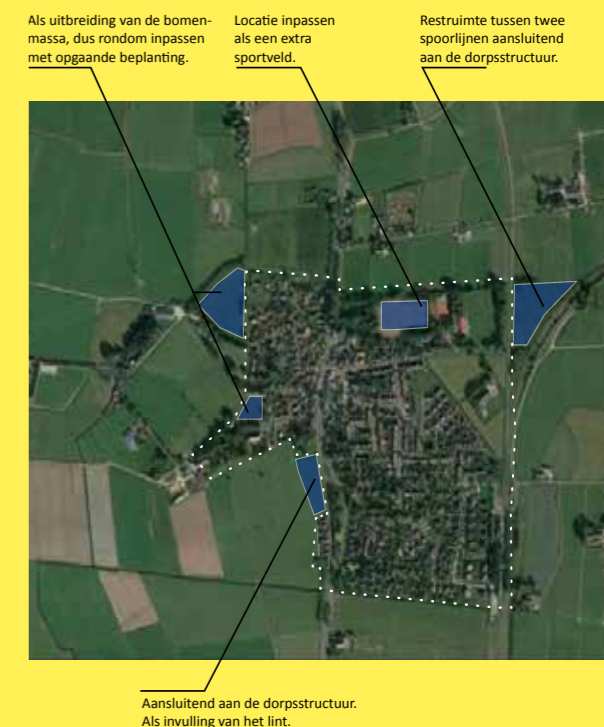 Als uitbreiding van de bomen-
massa, dus rondom inpassen
met opgaande beplanting.
Locatie inpassen
als een extra
sportveld.
Restruimte tussen twee
spoorlijnen aansluitend
aan de dorpsstructuur.
Aansluitend aan de dorpsstructuur.
Als invulling van het lint.